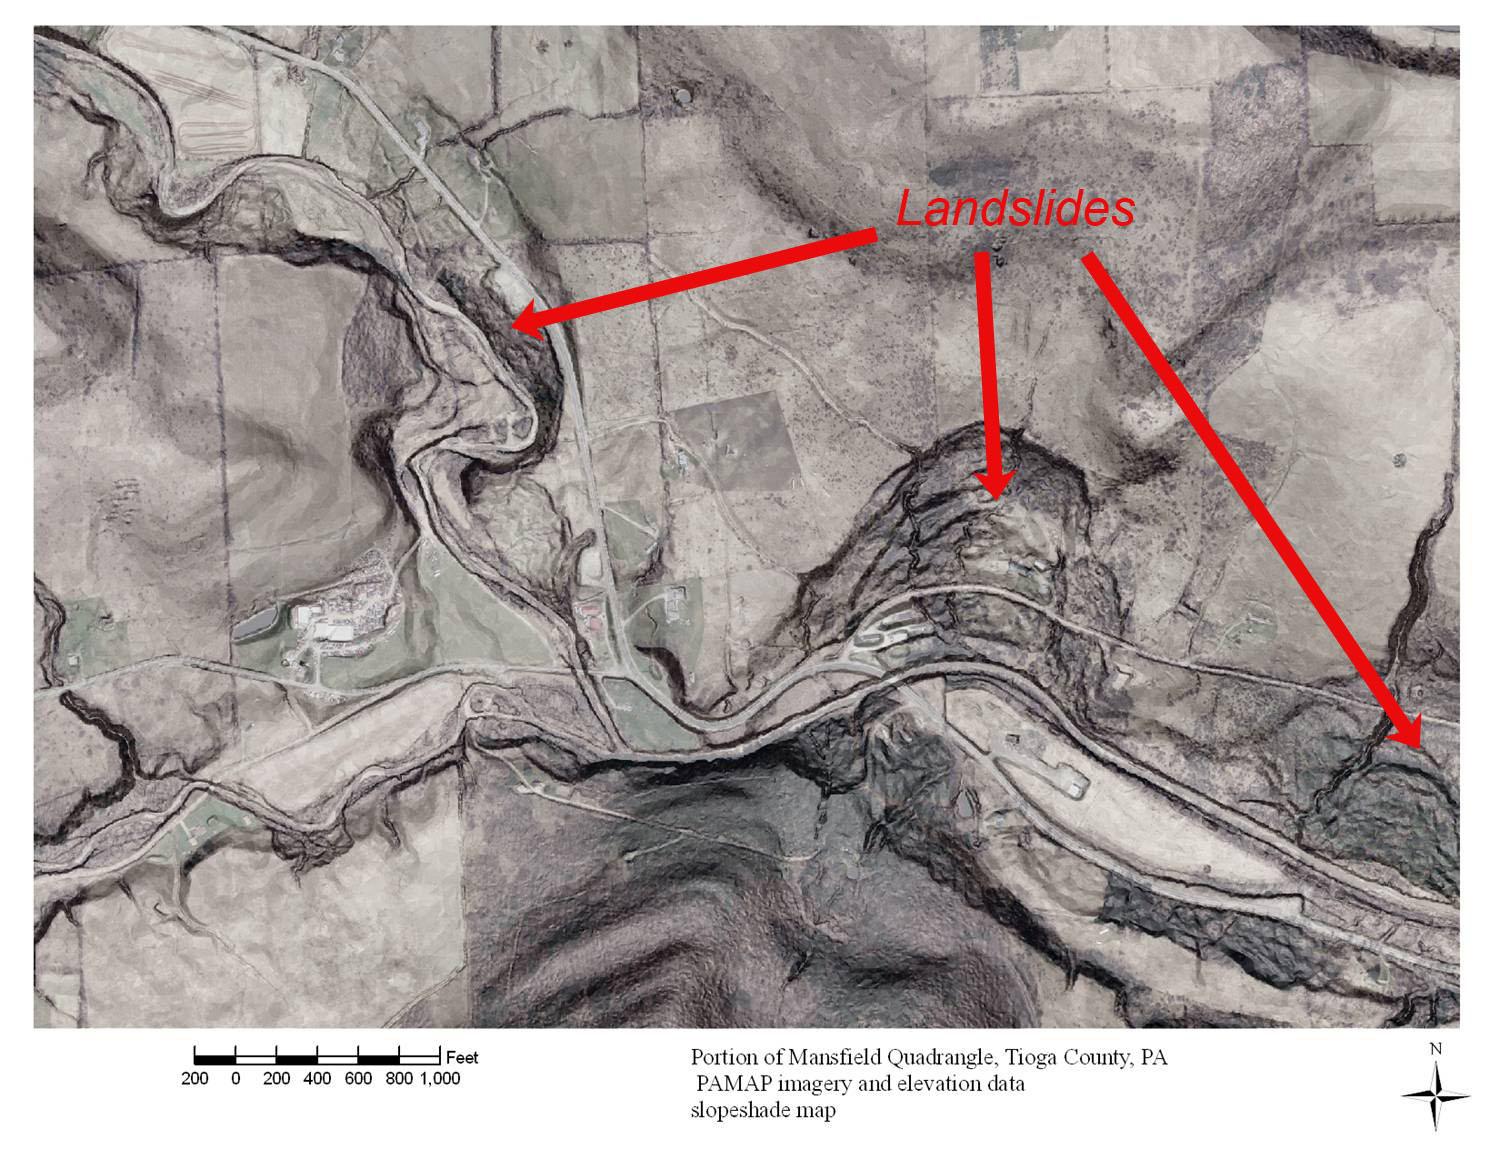 Landslides
Feet
200 0 200 400 600 800 1,000
Portion of Mansfield Quadrangle, Tioga County, PA
PAMAP imagery and elevation data
slopeshade map
N